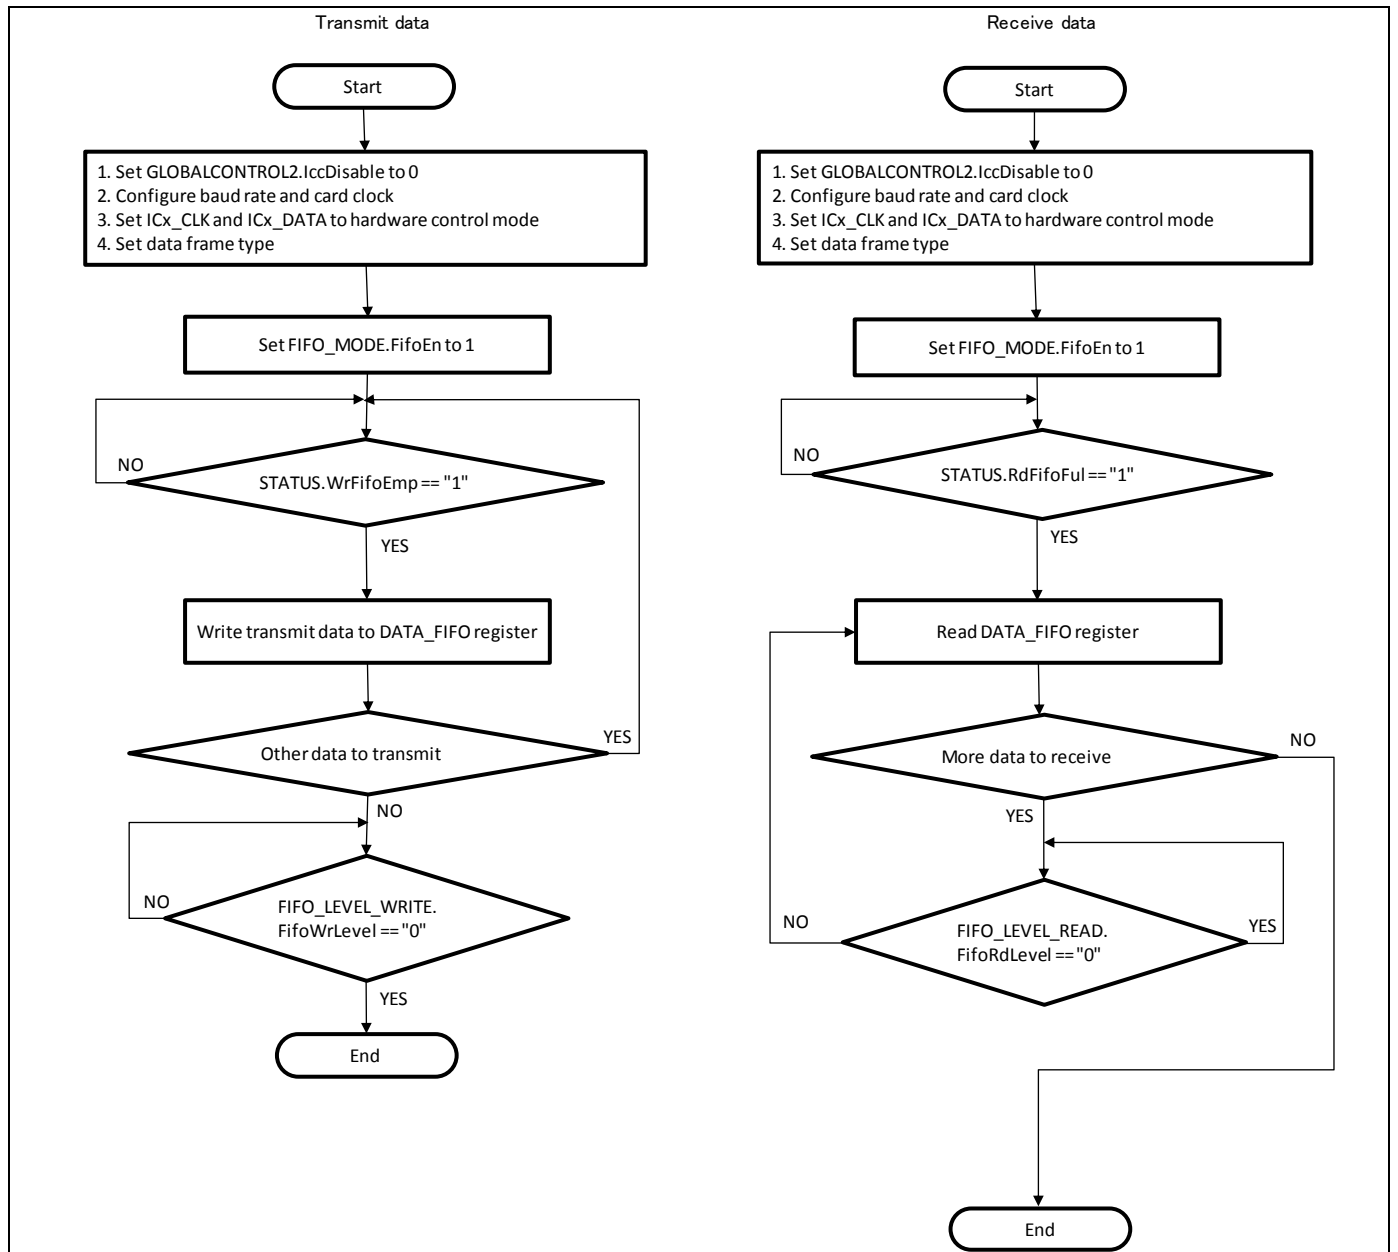 Transmit data
Start
1. Set GLOBALCONTROL2.IccDisable to 0
2. Configure baud rate and card clock
3. Set ICx_CLK and ICx_DATA to hardware control mode
4. Set data frame type
Set FIFO_MODE.FifoEn to 1
NO
STATUS.WrFifoEmp == "1"
YES
Write transmit data to DATA_FIFO register
Other data to transmit
YES
NO
NO
FIFO_LEVEL_WRITE.
FifoWrLevel == "0"
YES
End
Receive data
Start
1. Set GLOBALCONTROL2.IccDisable to 0
2. Configure baud rate and card clock
3. Set ICx_CLK and ICx_DATA to hardware control mode
4. Set data frame type
Set FIFO_MODE.FifoEn to 1
NO
STATUS.RdFifoFul == "1"
YES
Read DATA_FIFO register
More data to receive
NO
YES
NO
FIFO_LEVEL_READ.
FifoRdLevel == "0"
YES
End